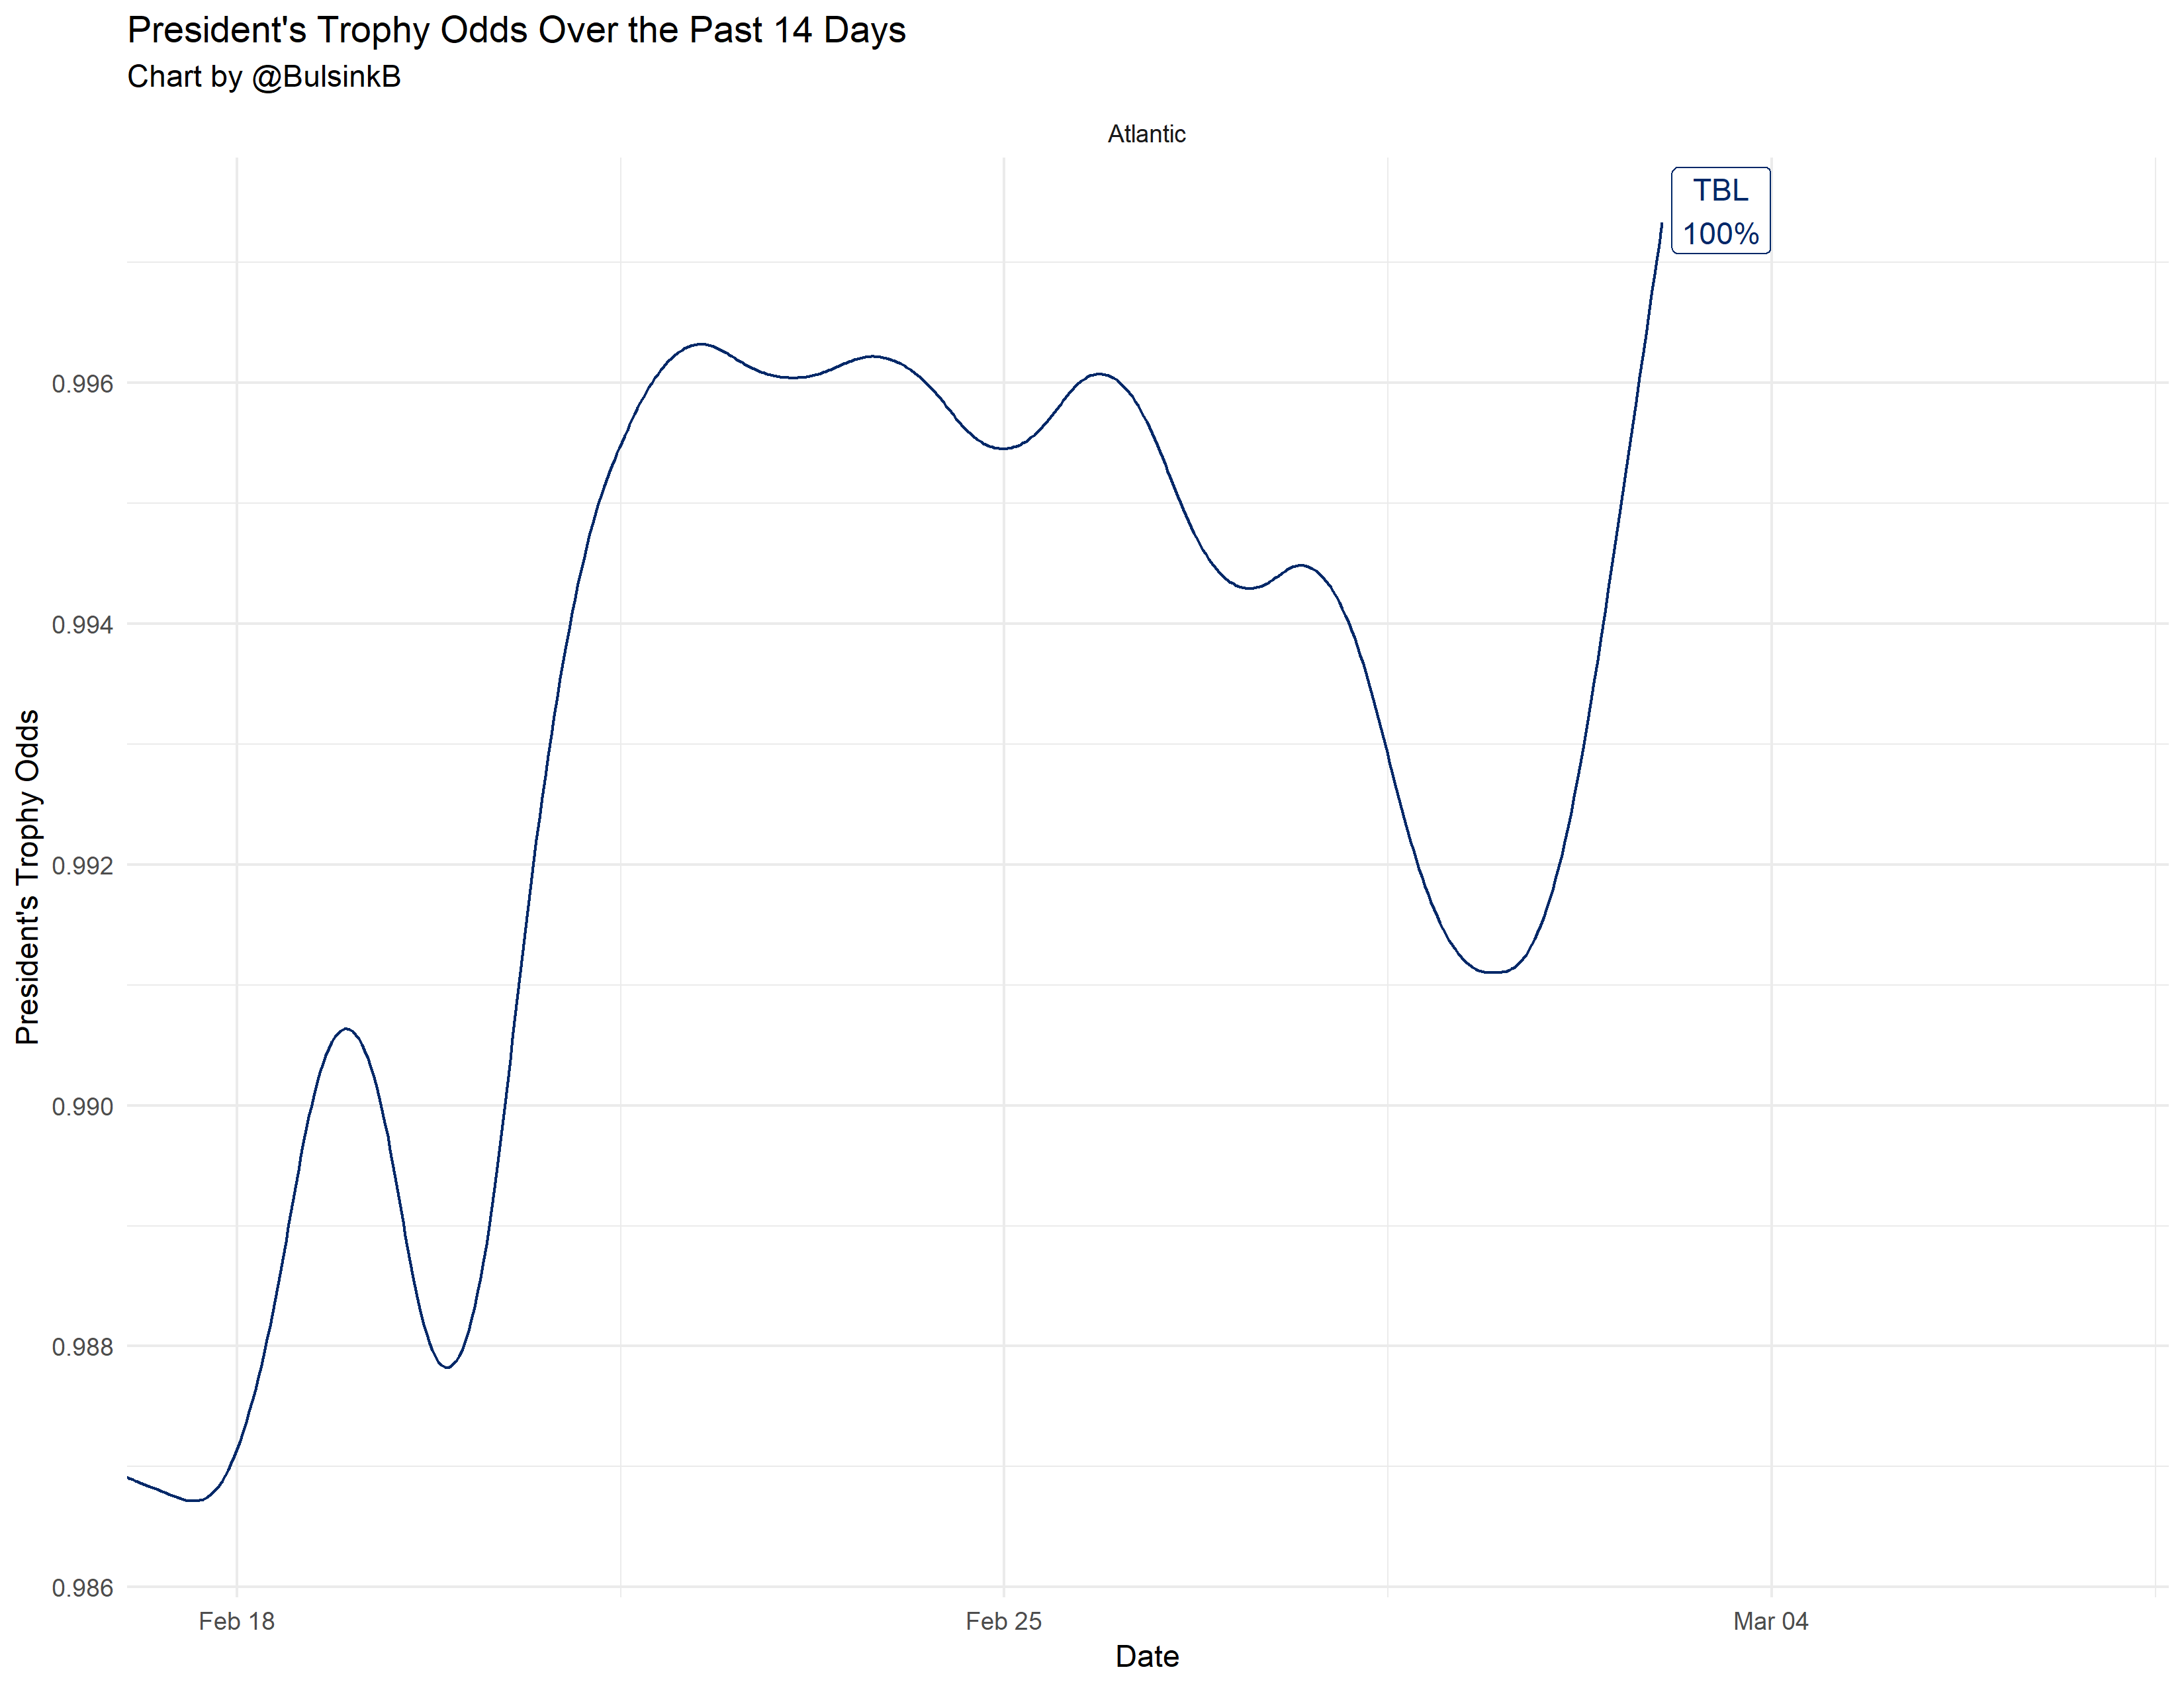 President's Trophy Odds Over the Past 14 Days
Chart by @BulsinkB
Atlantic
TBL
100%
0.996
0.994
0.992
0.990
0.988
0.986
President's Trophy Odds
Feb 18
Feb 25
Mar 04
Date